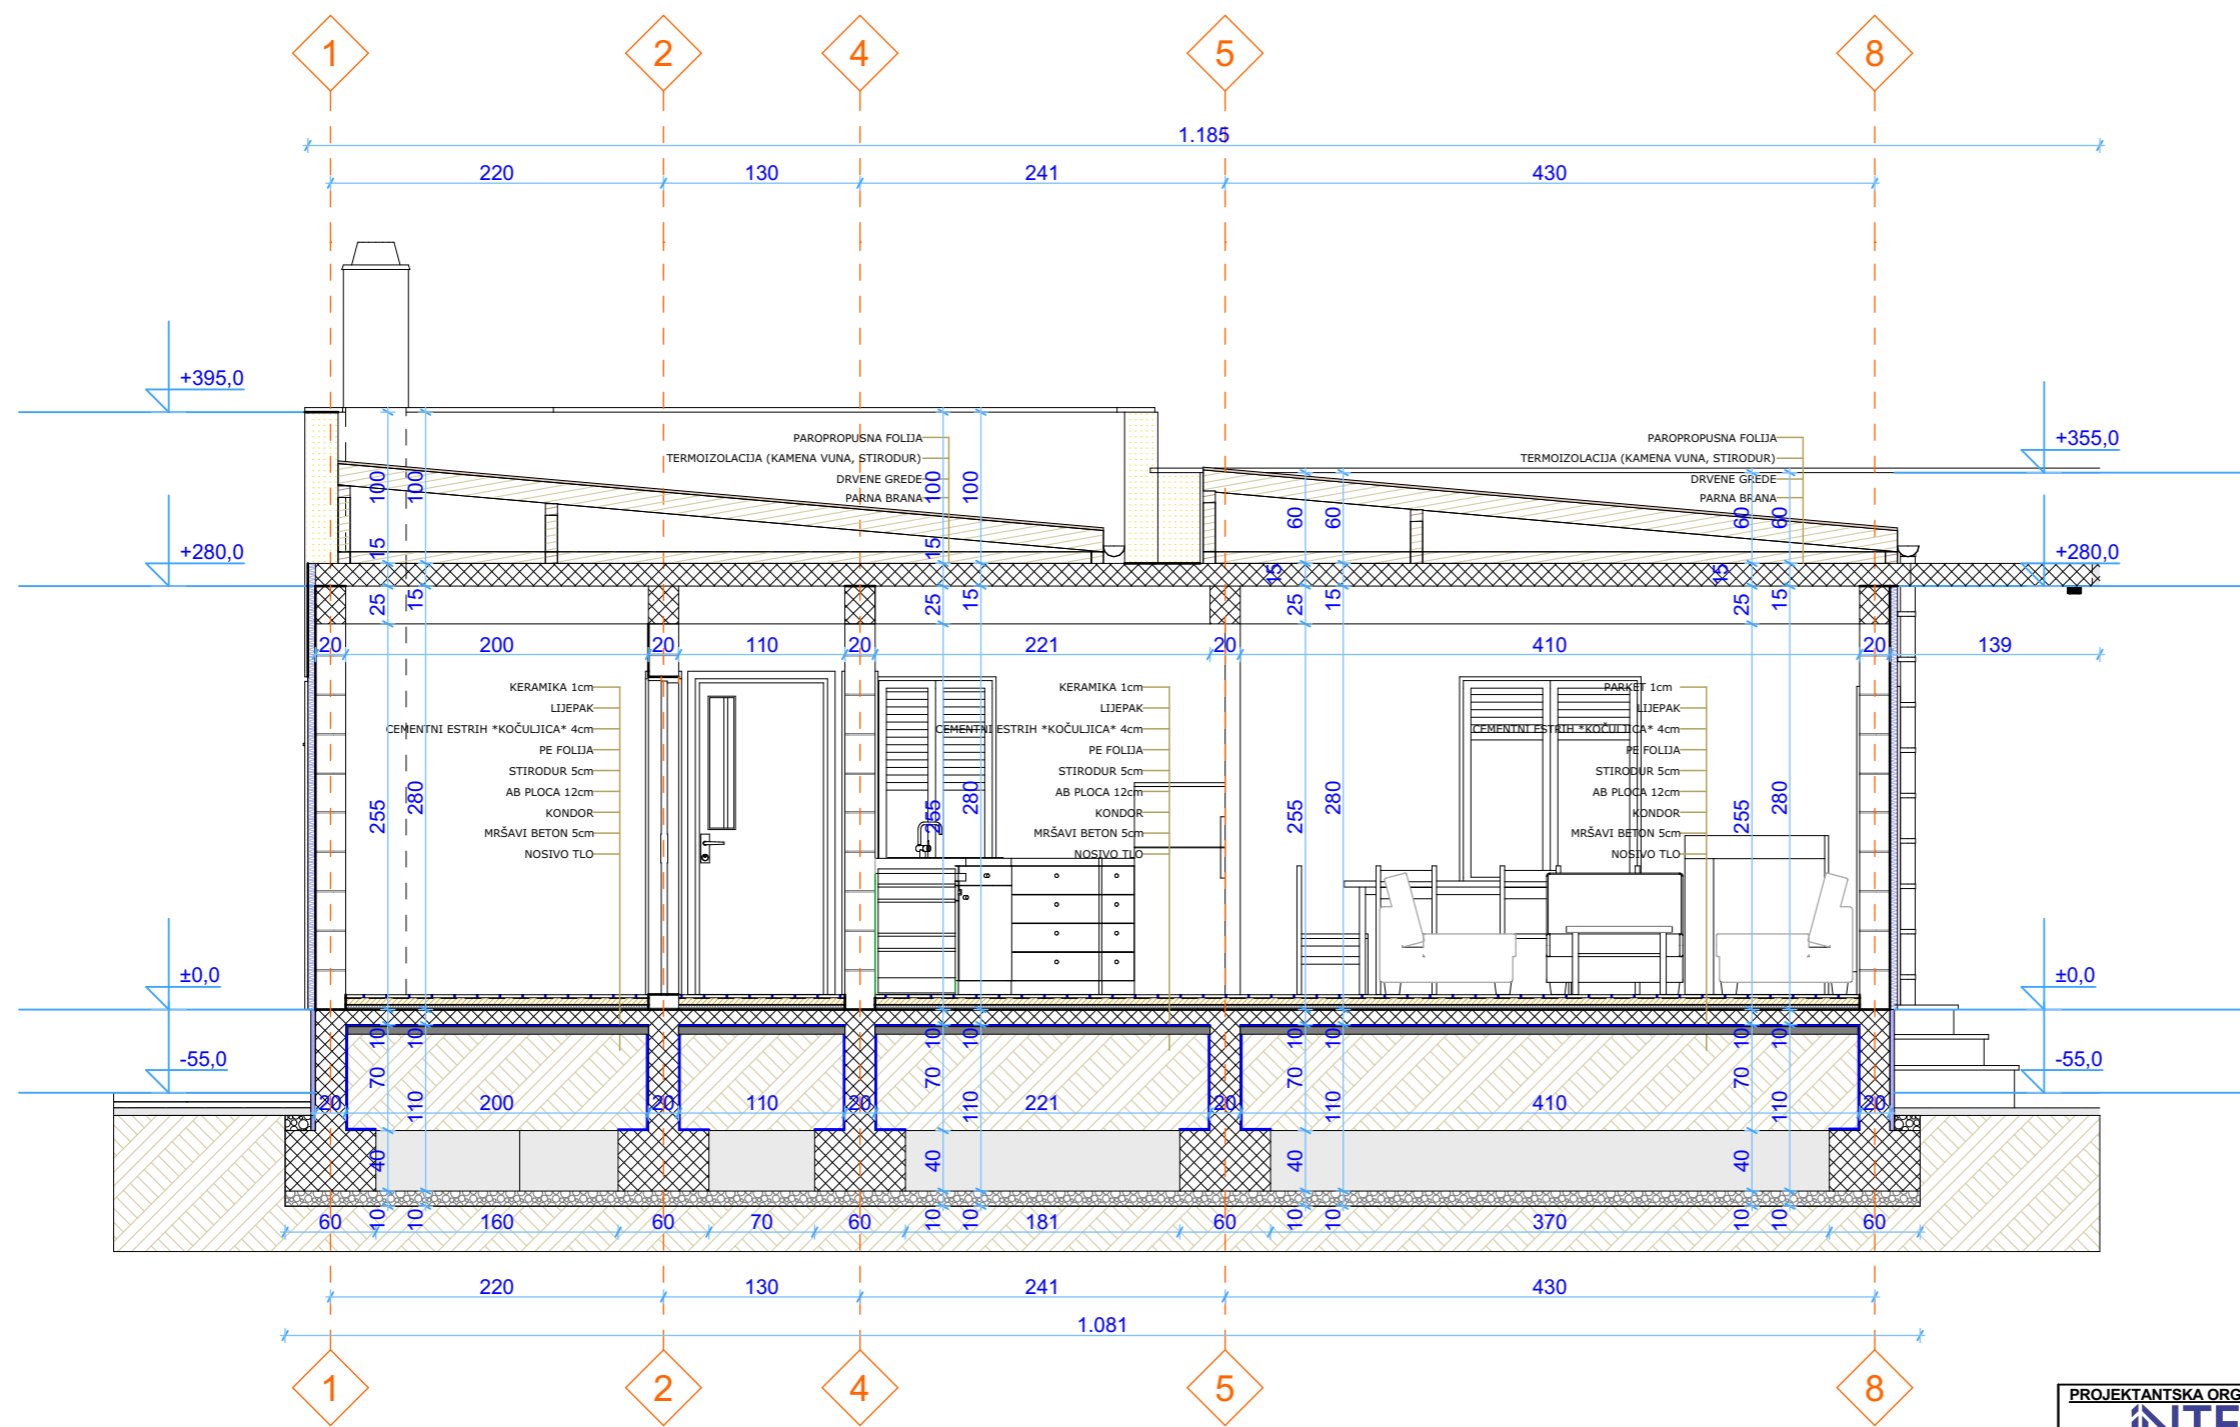 1 2 4 5 8
1.185
220 130 241 430
+395,0
+355,0
PAROPROPUSNA FOLIJA PAROPROPUSNA FOLIJA
TERMOIZOLACIJA (KAMENA VUNA, STIRODUR) TERMOIZOLACIJA (KAMENA VUNA, STIRODUR)
DRVENE GREDE DRVENE GREDE
PARNA BRANA PARNA BRANA
100 100 100 100
60 60 60 60
+280,0 15 15 +280,0
15 15
25 15 25 15 25 15 25 15
20 200 20 110 20 221 20 410 20 139
KERAMIKA 1cm KERAMIKA 1cm PARKET 1cm
LIJEPAK LIJEPAK LIJEPAK
CEMENTNI ESTRIH *KOČULJICA* 4cm CEMENTNI ESTRIH *KOČULJICA* 4cm CEMENTNI ESTRIH *KOČULJICA* 4cm
PE FOLIJA PE FOLIJA PE FOLIJA
STIRODUR 5cm STIRODUR 5cm STIRODUR 5cm
AB PLOCA 12cm AB PLOCA 12cm AB PLOCA 12cm
KONDOR KONDOR KONDOR
MRŠAVI BETON 5cm MRŠAVI BETON 5cm MRŠAVI BETON 5cm
NOSIVO TLO NOSIVO TLO NOSIVO TLO
255 280 255 280 255 280 255 280
±0,0 ±0,0
10 10 10 10 10 10 10 10
-55,0 -55,0
70 110 70 110 70 110 70 110
20 200 20 110 20 221 20 410 20
40 40 40 40
10 10 10 10 10 10 10 10
60 160 60 70 60 181 60 370 60
220 130 241 430
1.081
1 2 4 5 8
PROJEKTANTSKA ORG